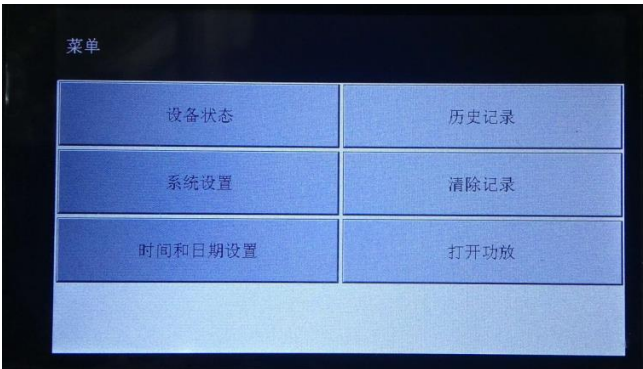 菜单
设备状态
历史记录
系统设置
清除记录
时间和日期设置
打开功放